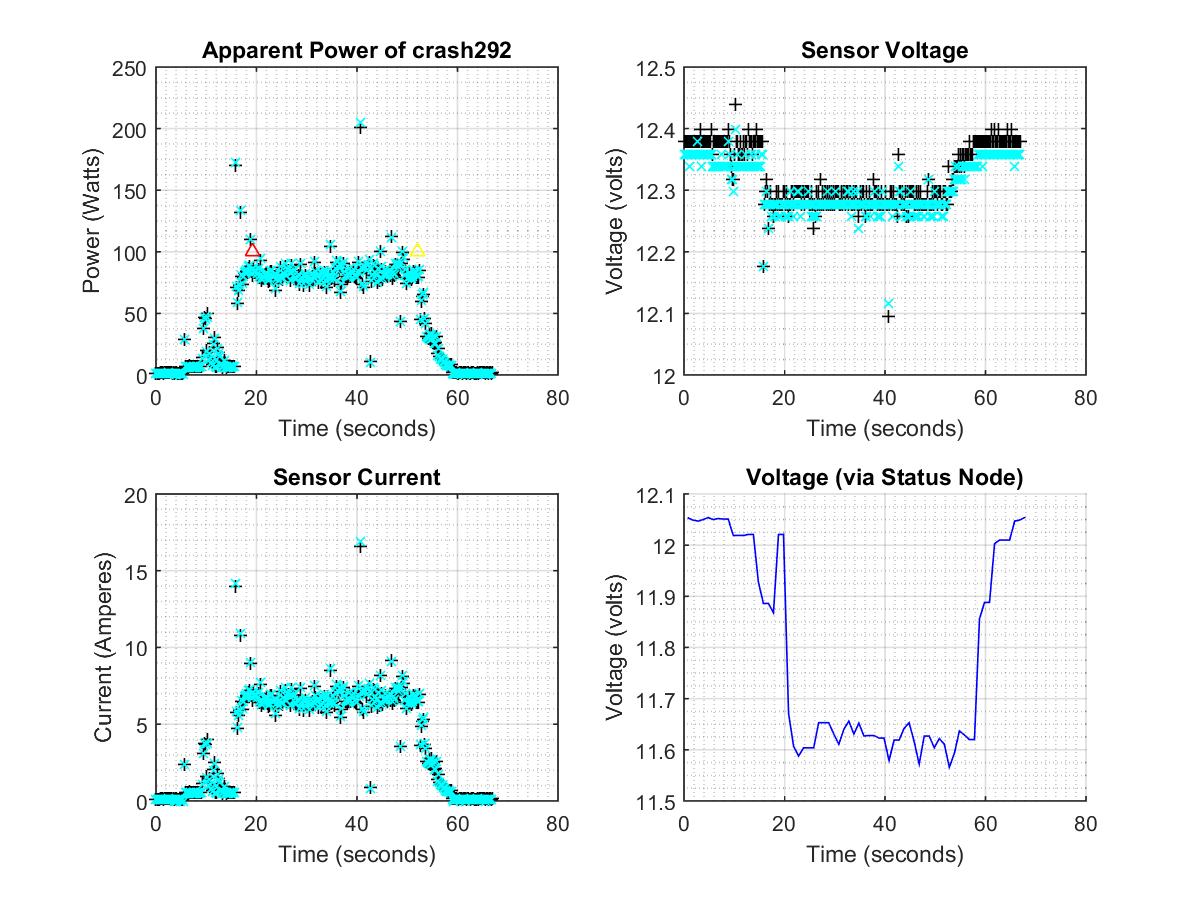 Apparent Power of crash292
250
200
150
100
50
0
Power (Watts)
0 20 40 60 80
Time (seconds)
Sensor Voltage
12.5
12.4
12.3
12.2
12.1
12
Voltage (volts)
0 20 40 60 80
Time (seconds)
Sensor Current
20
15
10
5
0
Current (Amperes)
0 20 40 60 80
Time (seconds)
Voltage (via Status Node)
12.1
12
11.9
11.8
11.7
11.6
11.5
Voltage (volts)
0 20 40 60 80
Time (seconds)